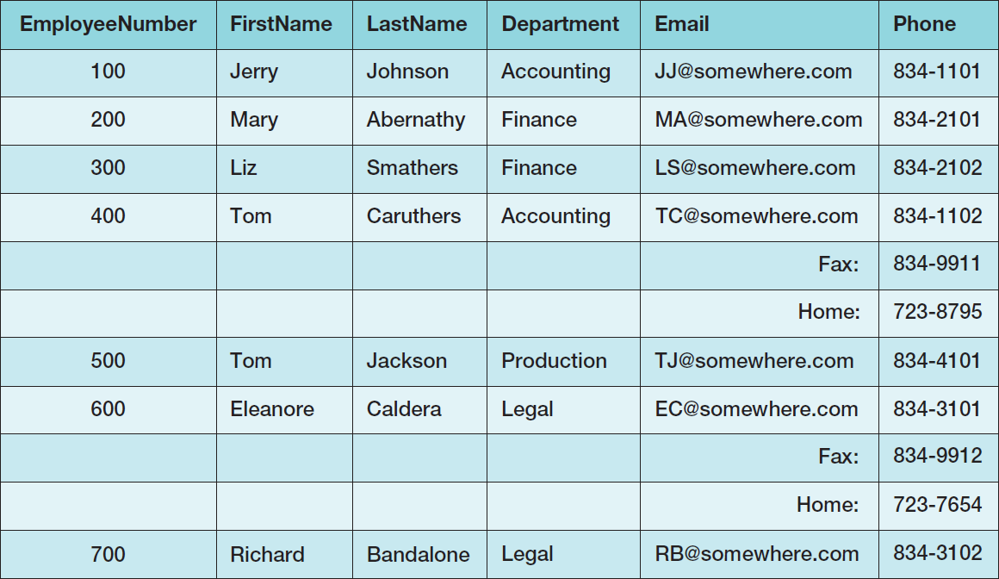 EmployeeNumber FirstName LastName Department Email Phone
100 Jerry Johnson Accounting JJ@somewhere.com 834-1101
200 Mary Abernathy Finance MA@somewhere.com 834-2101
300 Liz Smathers Finance LS@somewhere.com 834-2102
400 Tom Caruthers Accounting TC@somewhere.com 834-1102
Fax: 834-9911
Home: 723-8795
500 Tom Jackson Production TJ@somewhere.com 834-4101
600 Eleanore Caldera Legal EC@somewhere.com 834-3101
Fax: 834-9912
Home: 723-7654
700 Richard Bandalone Legal RB@somewhere.com 834-3102